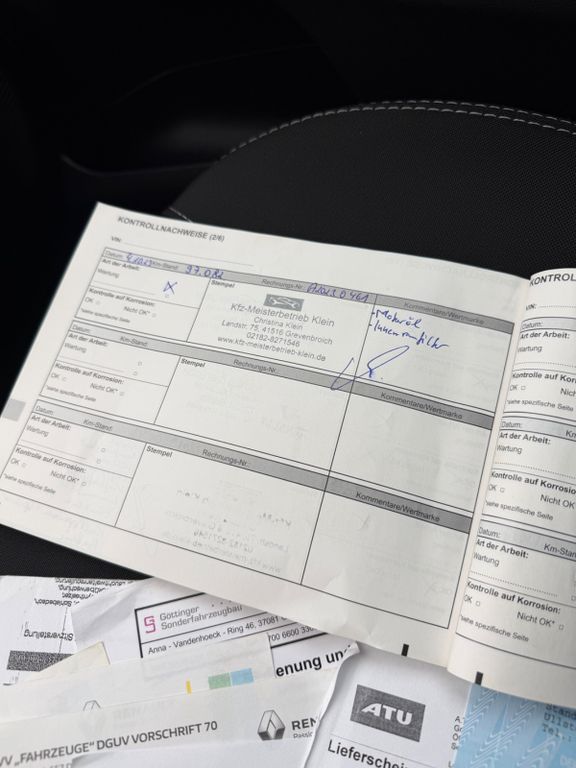 KONTROLLNACHWEISE (2/6)
VIN:
Datum: Km-Stand: 97.082 Rechnungs-Nr. Kommentare/Wertmarke
Art der Arbeit: Stempel
Wartung X
Kontrolle auf Korrosion:
OK Nicht OK*
*siehe spezifische Seite
Kfz-Meisterbetrieb Klein
Christina Klein
Landstr. 75, 41516 Grevenbroich
02182-8271546
www.kfz-meisterbetrieb-klein.de
-Motoröl
-Innenraumfilter
Datum: Km-Stand: Rechnungs-Nr. Kommentare/Wertmarke
Art der Arbeit: Stempel
Wartung
Kontrolle auf Korrosion:
OK Nicht OK*
*siehe spezifische Seite
Datum: Km-Stand: Rechnungs-Nr. Kommentare/Wertmarke
Art der Arbeit: Stempel
Wartung
Kontrolle auf Korrosion:
OK Nicht OK*
*siehe spezifische Seite
VIN:
Datum:
Art der Arbeit:
Wartung
Kontrolle auf Korrosion:
OK Nicht OK*
*siehe spezifische Seite
Datum:
Art der Arbeit:
Wartung
Kontrolle auf Korrosion:
OK Nicht OK*
*siehe spezifische Seite
Datum: Km-Stand
Art der Arbeit:
Wartung
Kontrolle auf Korrosion:
OK Nicht OK*
*siehe spezifische Seite
Göttinger
Sonderfahrzeugbau
Anna - Vandenhoeck - Ring 46, 37081
"FAHRZEUGE" DGUV VORSCHRIFT 70
ATU
Lieferschein